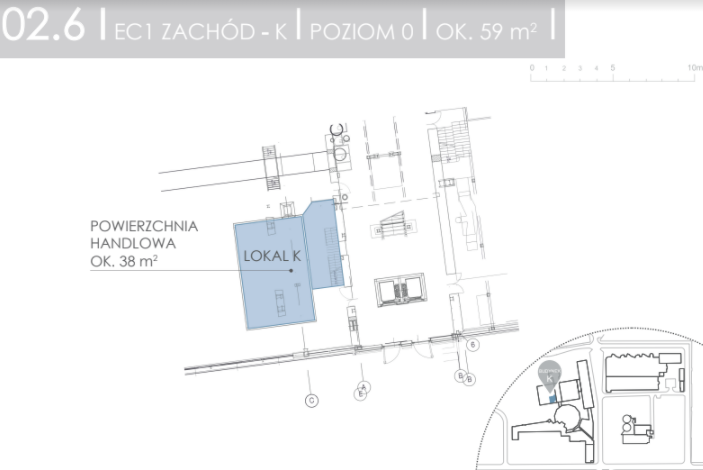 02.6 | EC1 ZACHÓD - K | POZIOM 0 | OK. 59 m² |
0 1 2 3 4 5 10m
POWIERZCHNIA
HANDLOWA
OK. 38 m²
LOKAL K
6
B
B
A
E
C
K